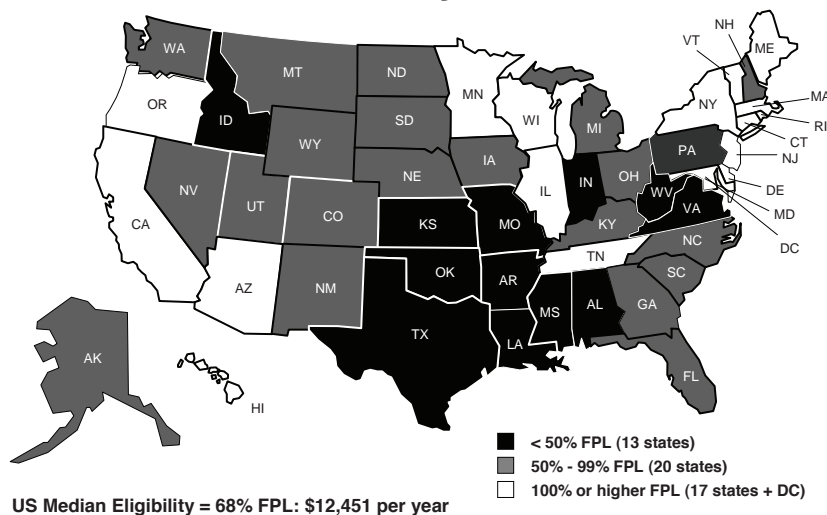 NH
VT
ME
WA
MT
ND
MN
OR
ID
SD
WI
NY
MA
MI
RI
WY
CT
PA
NJ
IA
NE
OH
IN
NV
IL
DE
UT
WV
CO
VA
MD
CA
KS
MO
KY
DC
NC
TN
OK
AR
SC
AZ
NM
MS
AL
GA
TX
LA
AK
FL
HI
< 50% FPL (13 states)
50% - 99% FPL (20 states)
100% or higher FPL (17 states + DC)
US Median Eligibility = 68% FPL: $12,451 per year